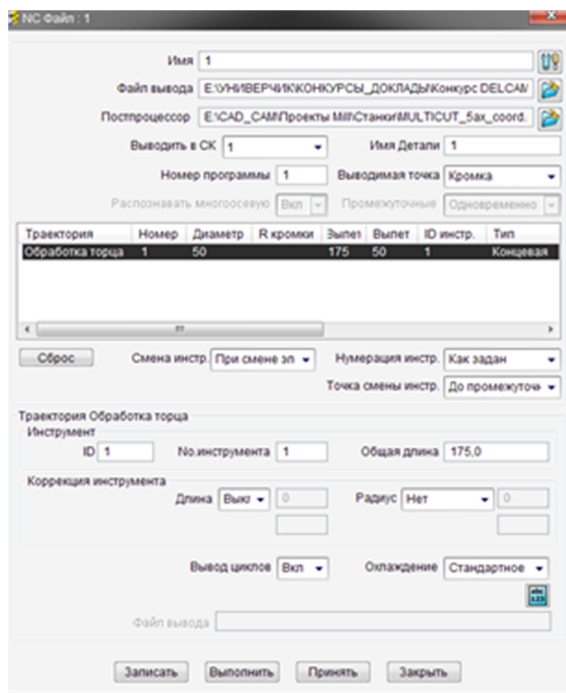 NC Файл : 1
Имя 1
Файл вывода E:\УНИВЕРЧИК\КОНКУРСЫ_ДОКЛАДЫ\Конкурс DELCAM
Постпроцессор E:\CAD_CAM\Проекты Mill\Станки\MULTICUT_5ax_coord.
Выводить в СК 1 Имя Детали 1
Номер программы 1 Выводимая точка Кромка
Распознавать многоосевую Вкл Промежуточные Одновременно
Траектория Номер Диаметр R кромки Вылет Вылет ID инстр. Тип
Обработка торца 1 50 175 50 1 Концевая
Сброс Смена инстр. При смене эл Нумерация инстр. Как задан
Точка смены инстр. До промежуточн
Траектория Обработка торца
Инструмент
ID 1 No.инструмента 1 Общая длина 175,0
Коррекция инструмента
Длина Выкл 0 Радиус Нет 0
Вывод циклов Вкл Охлаждение Стандартное
abc 123
Файл вывода
Записать Выполнить Принять Закрыть